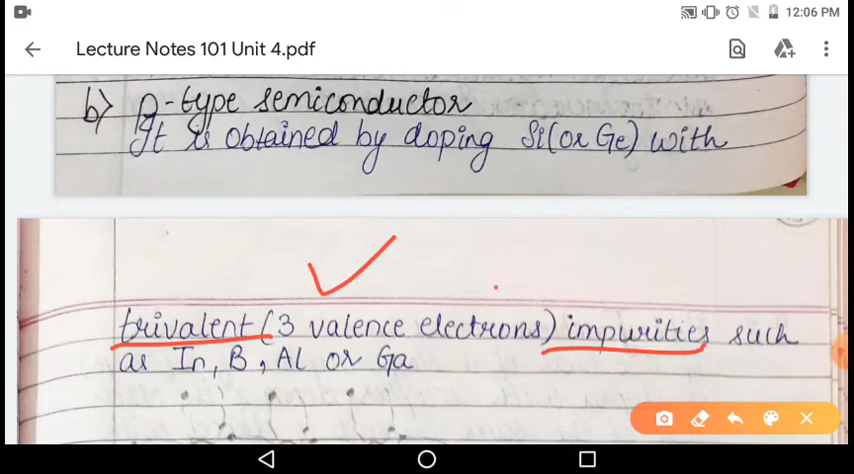 12:06 PM
Lecture Notes 101 Unit 4.pdf
b) p-type semiconductor
It is obtained by doping Si(or Ge) with
trivalent (3 valence electrons) impurities such
as In, B, Al or Ga